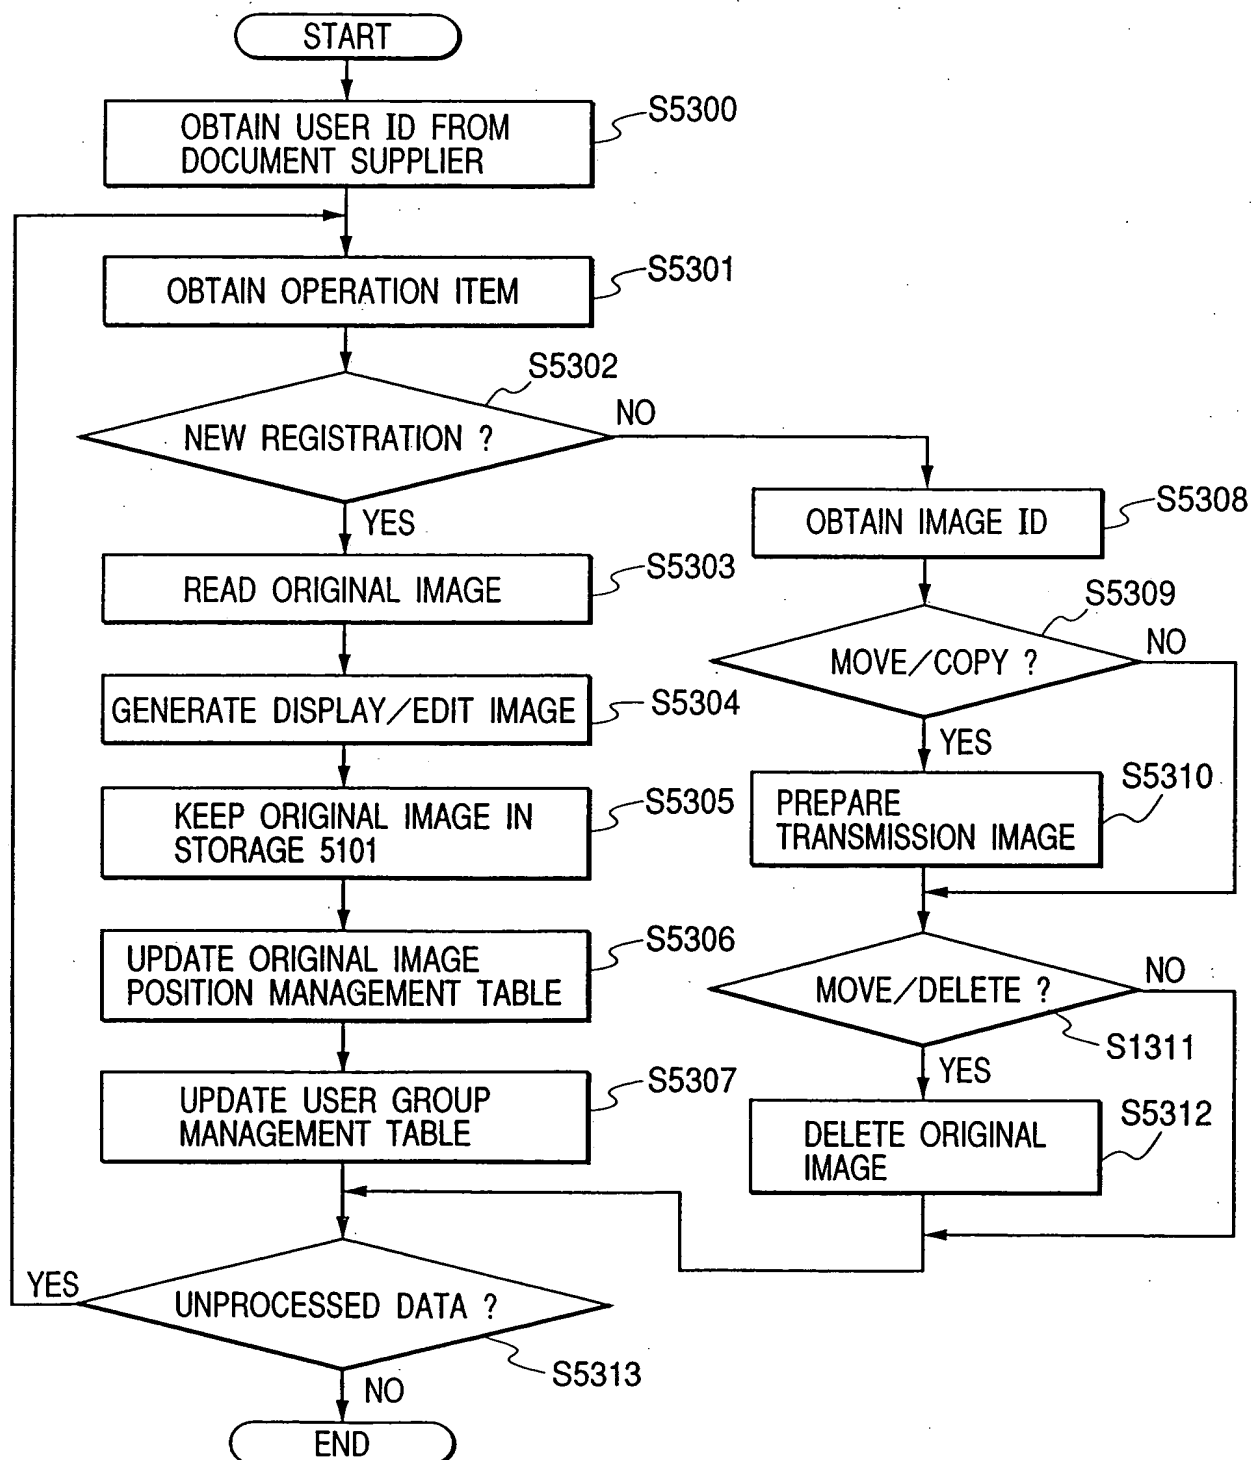 START
OBTAIN USER ID FROM
DOCUMENT SUPPLIER
S5300
OBTAIN OPERATION ITEM
S5301
S5302
NEW REGISTRATION ?
NO
YES
READ ORIGINAL IMAGE
S5303
GENERATE DISPLAY/EDIT IMAGE
S5304
KEEP ORIGINAL IMAGE IN
STORAGE 5101
S5305
UPDATE ORIGINAL IMAGE
POSITION MANAGEMENT TABLE
S5306
UPDATE USER GROUP
MANAGEMENT TABLE
S5307
OBTAIN IMAGE ID
S5308
S5309
MOVE/COPY ?
NO
YES
PREPARE
TRANSMISSION IMAGE
S5310
MOVE/DELETE ?
NO
S1311
YES
DELETE ORIGINAL
IMAGE
S5312
YES
UNPROCESSED DATA ?
S5313
NO
END